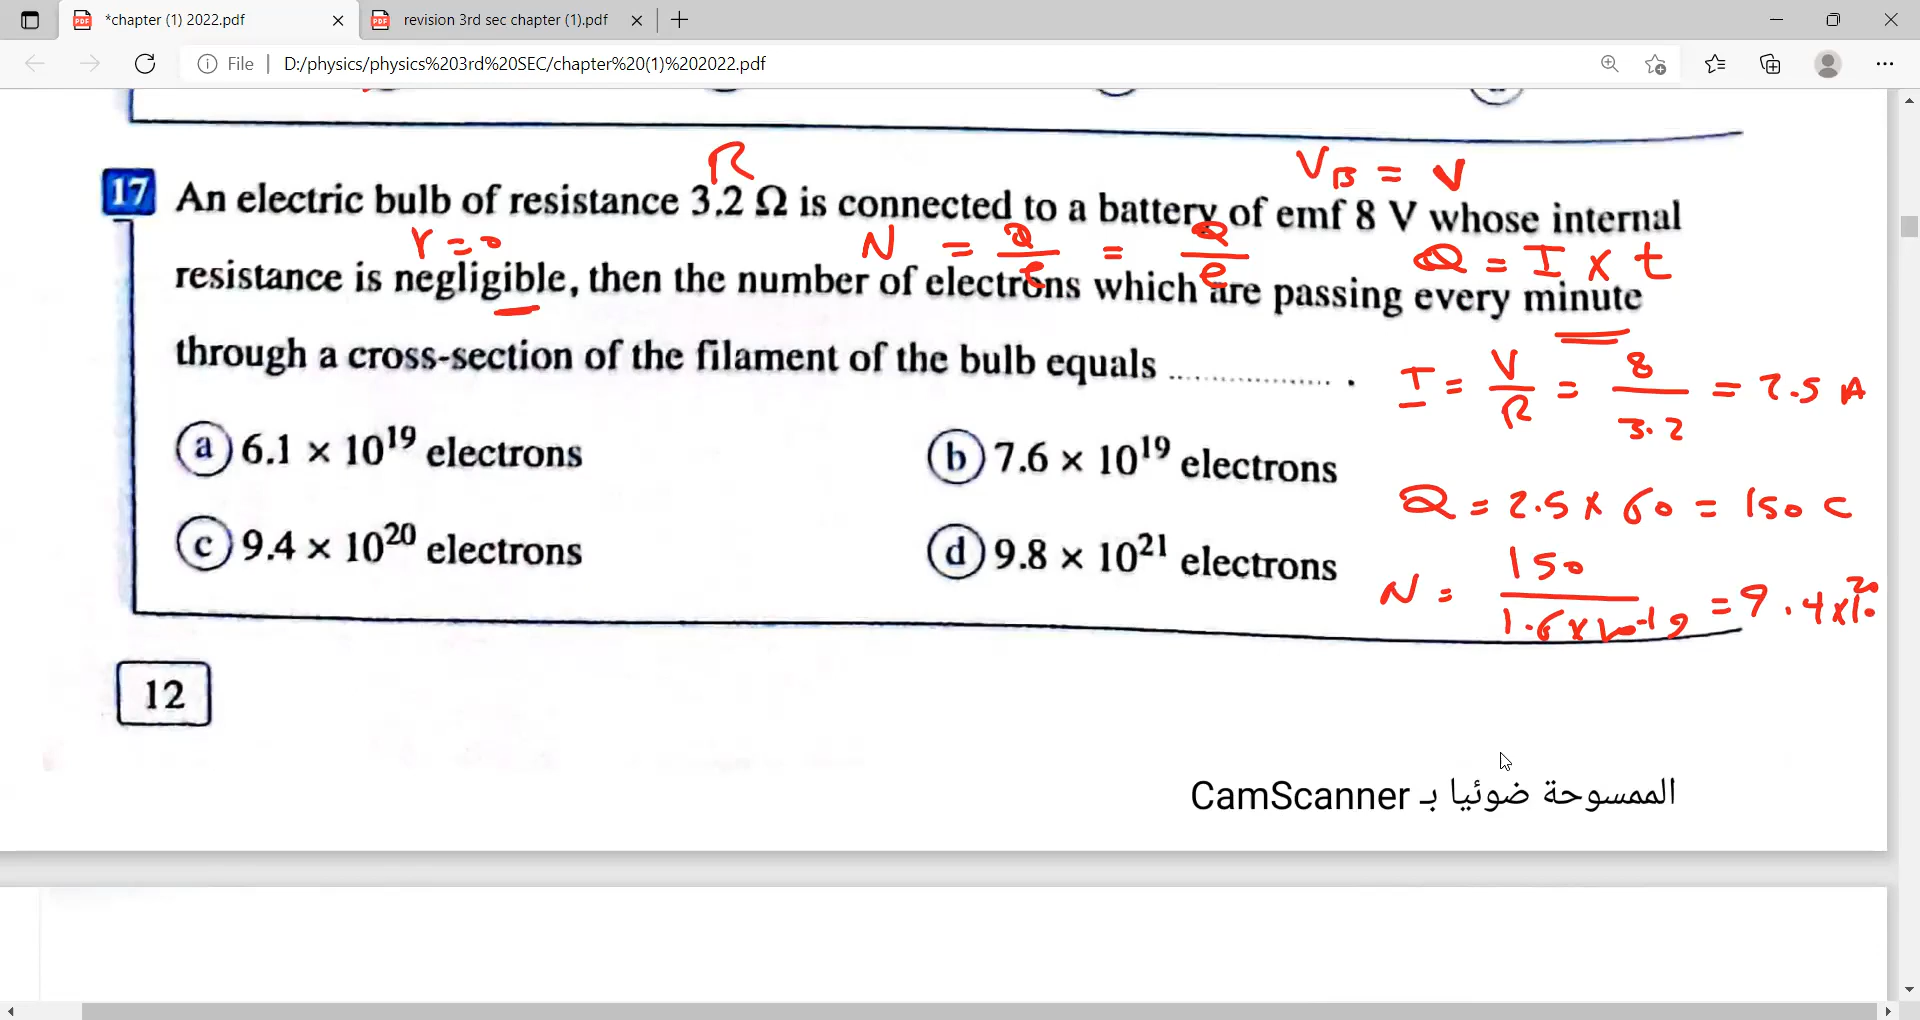 *chapter (1) 2022.pdf
revision 3rd sec chapter (1).pdf
File
D:/physics/physics%203rd%20SEC/chapter%20(1)%202022.pdf
R
V_B = V
17 An electric bulb of resistance 3.2 Ω is connected to a battery of emf 8 V whose internal
r = 0
N = Q/e = Q/e
Q = I × t
resistance is negligible, then the number of electrons which are passing every minute
through a cross-section of the filament of the bulb equals ................ .
I = V/R = 8/3.2 = 2.5 A
a 6.1 × 10¹⁹ electrons
b 7.6 × 10¹⁹ electrons
Q = 2.5 × 60 = 150 C
c 9.4 × 10²⁰ electrons
d 9.8 × 10²¹ electrons
N = 150/1.6 × 10⁻¹⁹ = 9.4 × 10²⁰
12
الممسوحة ضوئيا بـ CamScanner